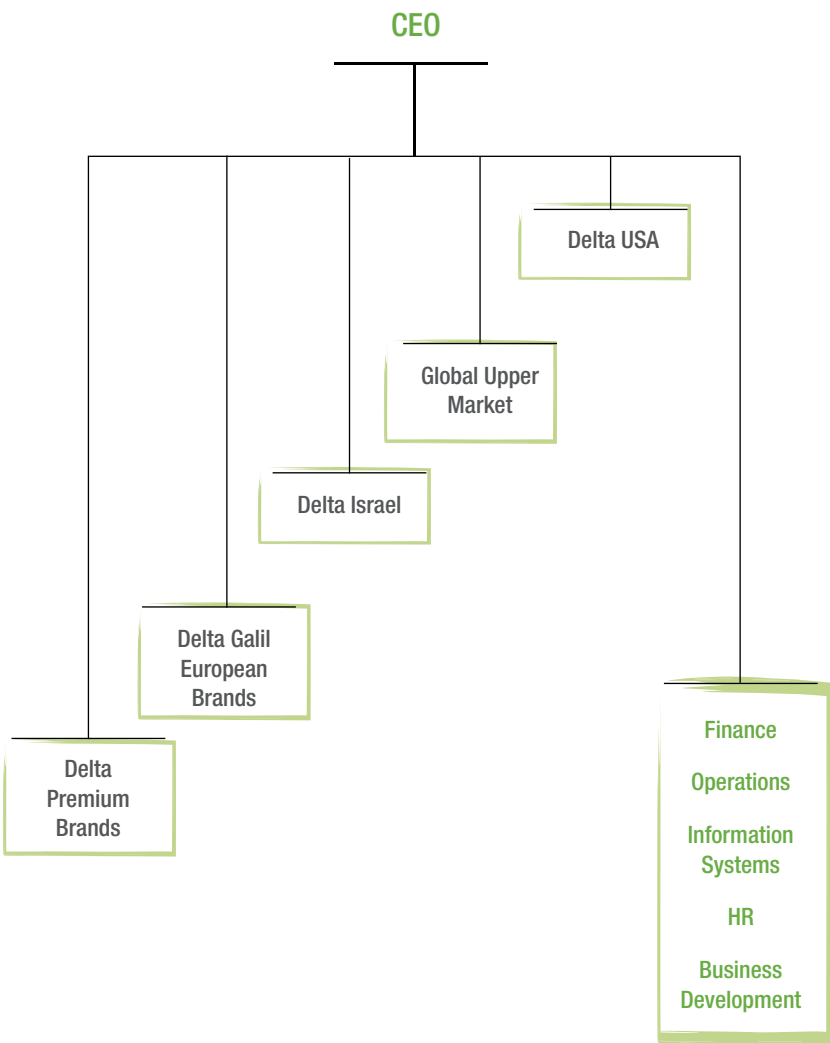 CEO
Delta USA
Global Upper
Market
Delta Israel
Delta Galil
European
Brands
Delta
Premium
Brands
Finance
Operations
Information
Systems
HR
Business
Development